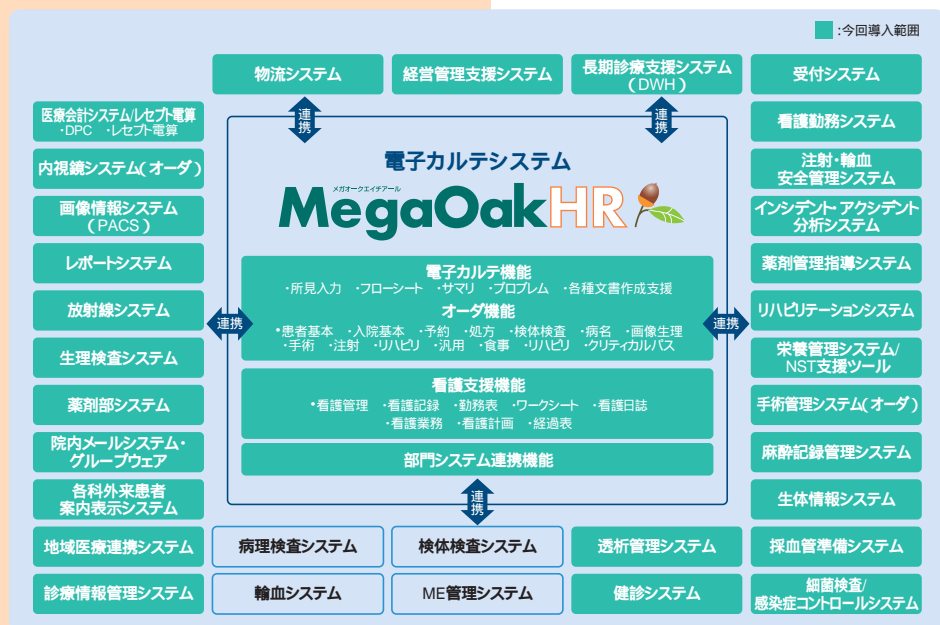 :今回導入範囲
物流システム
経営管理支援システム
長期診療支援システム
(DWH)
受付システム
医療会計システム/レセプト電算
・DPC ・レセプト電算
内視鏡システム(オーダ)
画像情報システム
(PACS)
レポートシステム
放射線システム
生理検査システム
薬剤部システム
院内メールシステム・
グループウェア
各科外来患者
案内表示システム
地域医療連携システム
診療情報管理システム
連携
連携
電子カルテシステム
メガオークエイチアール
MegaOakHR
電子カルテ機能
・所見入力 ・フローシート ・サマリ ・プロブレム ・各種文書作成支援
オーダ機能
・患者基本 ・入院基本 ・予約 ・処方 ・検体検査 ・病名 ・画像生理
・手術 ・注射 ・リハビリ ・汎用 ・食事 ・リハビリ ・クリティカルパス
連携
連携
看護支援機能
・看護管理 ・看護記録 ・勤務表 ・ワークシート ・看護日誌
・看護業務 ・看護計画 ・経過表
部門システム連携機能
連携
病理検査システム
検体検査システム
透析管理システム
輸血システム
ME管理システム
健診システム
看護勤務システム
注射・輸血
安全管理システム
インシデント・アクシデント
分析システム
薬剤管理指導システム
リハビリテーションシステム
栄養管理システム/
NST支援ツール
手術管理システム(オーダ)
麻酔記録管理システム
生体情報システム
採血管準備システム
細菌検査/
感染症コントロールシステム